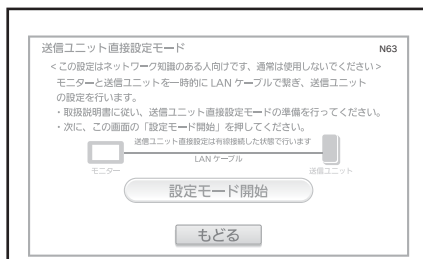 送信ユニット直接設定モード
N63
＜この設定はネットワーク知識のある人向けです、通常は使用しないでください＞
モニターと送信ユニットを一時的に LAN ケーブルで繋ぎ、送信ユニット
の設定を行います。
・取扱説明書に従い、送信ユニット直接設定モードの準備を行ってください。
・次に、この画面の「設定モード開始」を押してください。
送信ユニット直接設定は有線接続した状態で行います
LAN ケーブル
モニター
送信ユニット
設定モード開始
もどる